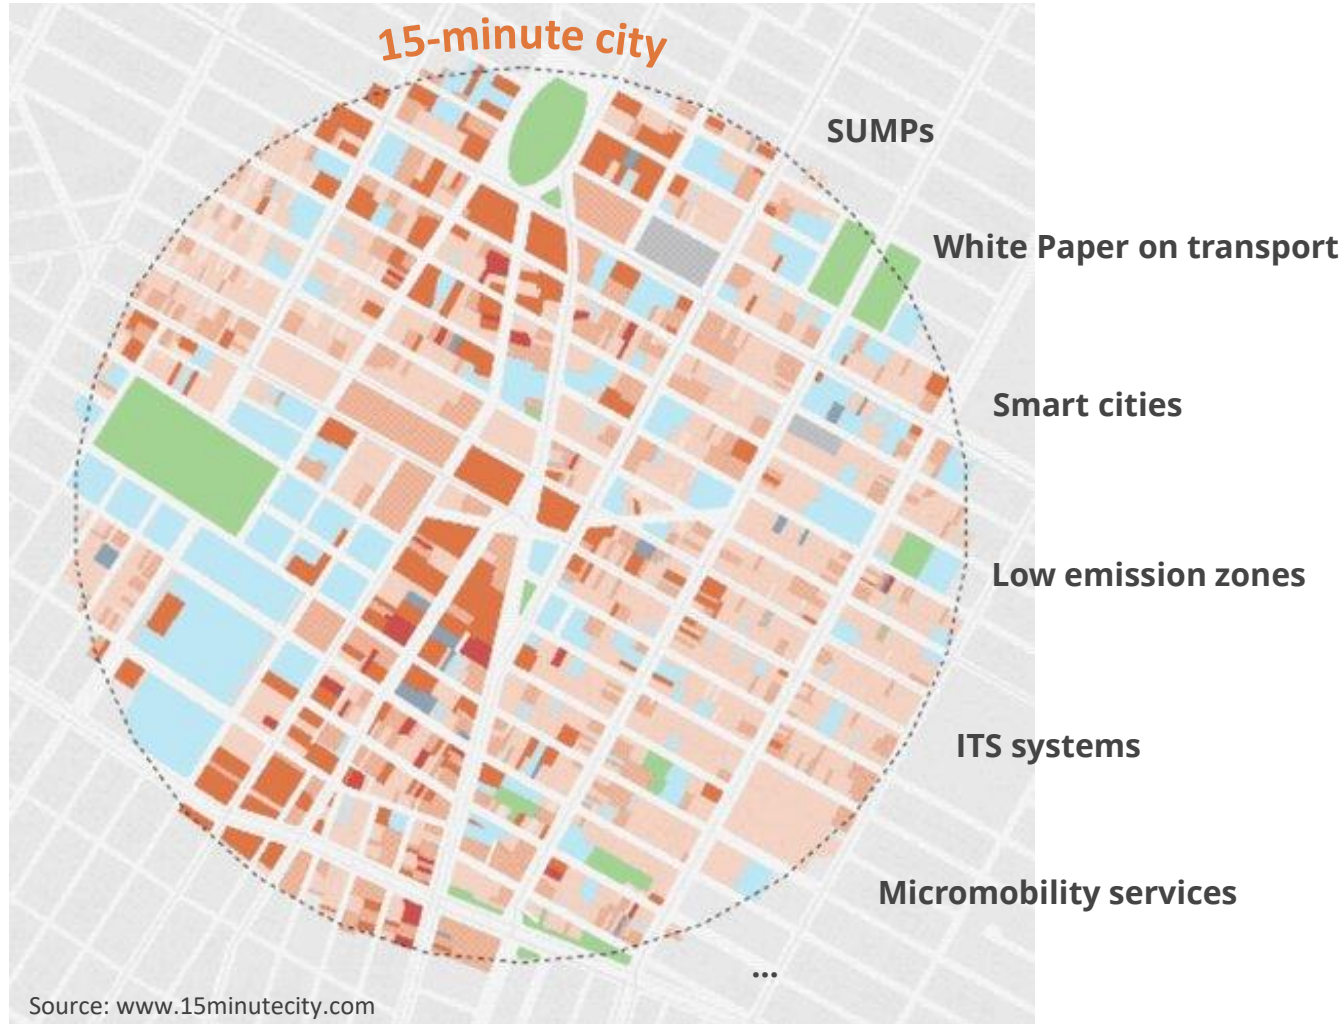 15-minute city
SUMPs
White Paper on transport
Smart cities
Low emission zones
ITS systems
Micromobility services
...
Source: www.15minutecity.com